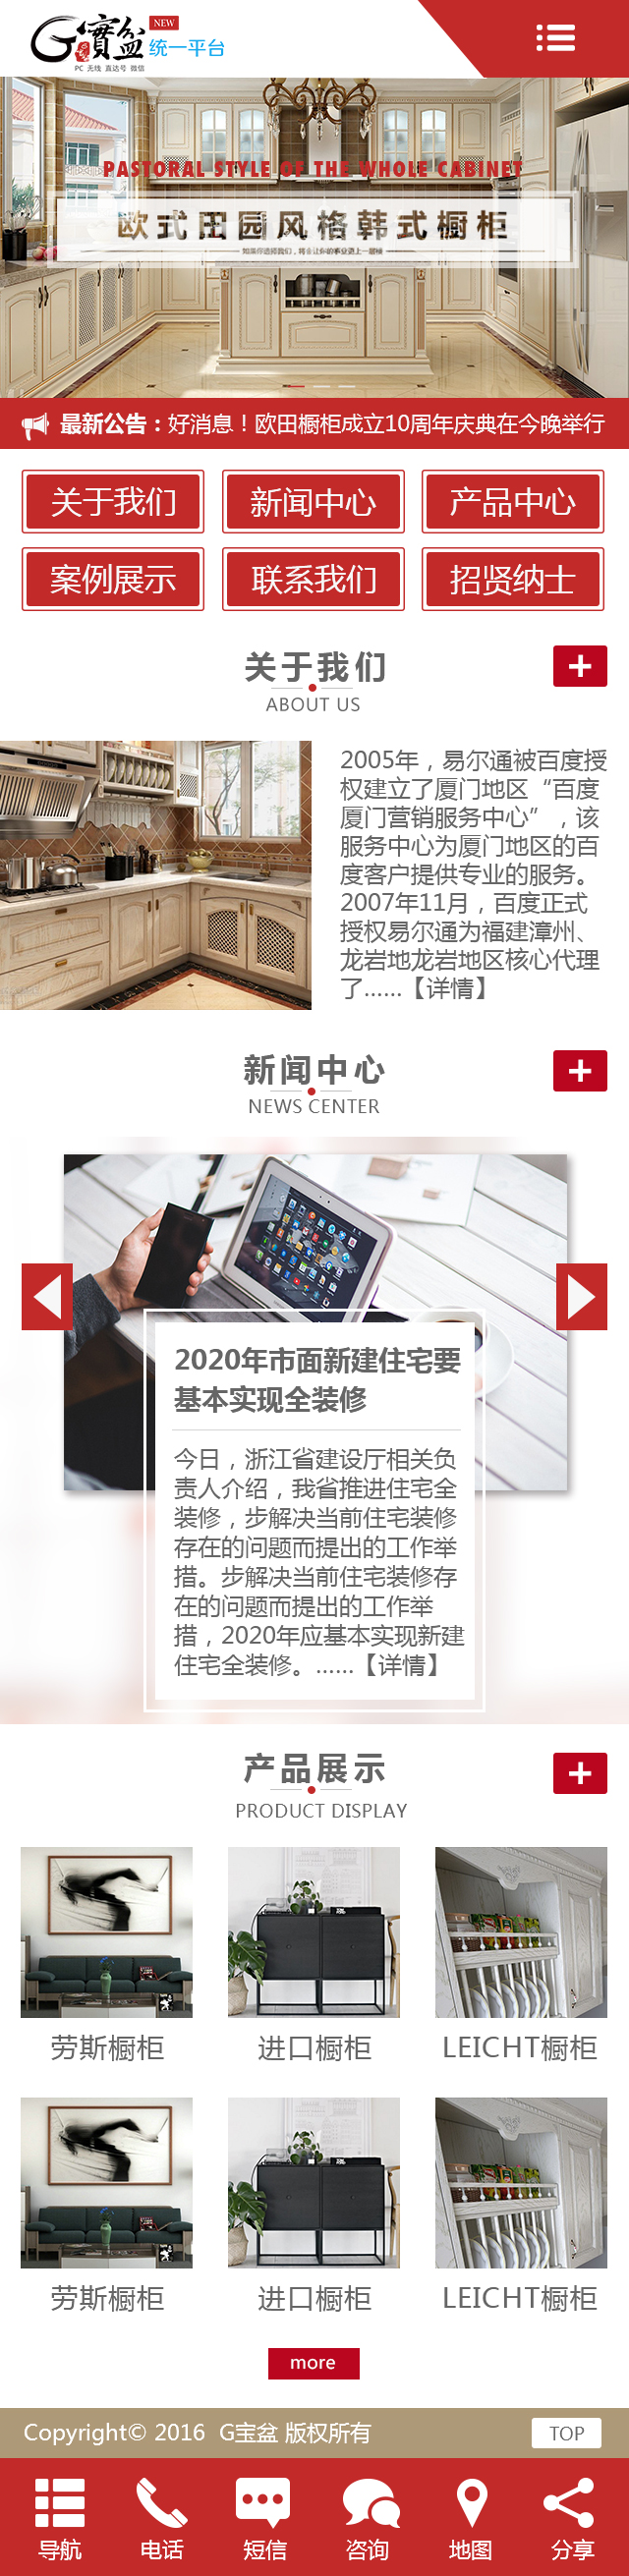 G寶盆
NEW
统一平台
PC 无线 直达号 微信
PASTORAL STYLE OF THE WHOLE CABINET
欧式田园风格韩式橱柜
最新公告：好消息！欧田橱柜成立10周年庆典在今晚举行
关于我们 新闻中心 产品中心
案例展示 联系我们 招贤纳士
关于我们
ABOUT US
2005年，易尔通被百度授
权建立了厦门地区“百度
厦门营销服务中心”，该
服务中心为厦门地区的百
度客户提供专业的服务。
2007年11月，百度正式
授权易尔通为福建漳州、
龙岩地龙岩地区核心代理
了......【详情】
新闻中心
NEWS CENTER
2020年市面新建住宅要
基本实现全装修
今日，浙江省建设厅相关负
责人介绍，我省推进住宅全
装修，步解决当前住宅装修
存在的问题而提出的工作举
措。步解决当前住宅装修存
在的问题而提出的工作举
措，2020年应基本实现新建
住宅全装修。......【详情】
产品展示
PRODUCT DISPLAY
劳斯橱柜 进口橱柜 LEICHT橱柜
劳斯橱柜 进口橱柜 LEICHT橱柜
more
Copyright© 2016 G宝盆 版权所有
TOP
导航 电话 短信 咨询 地图 分享